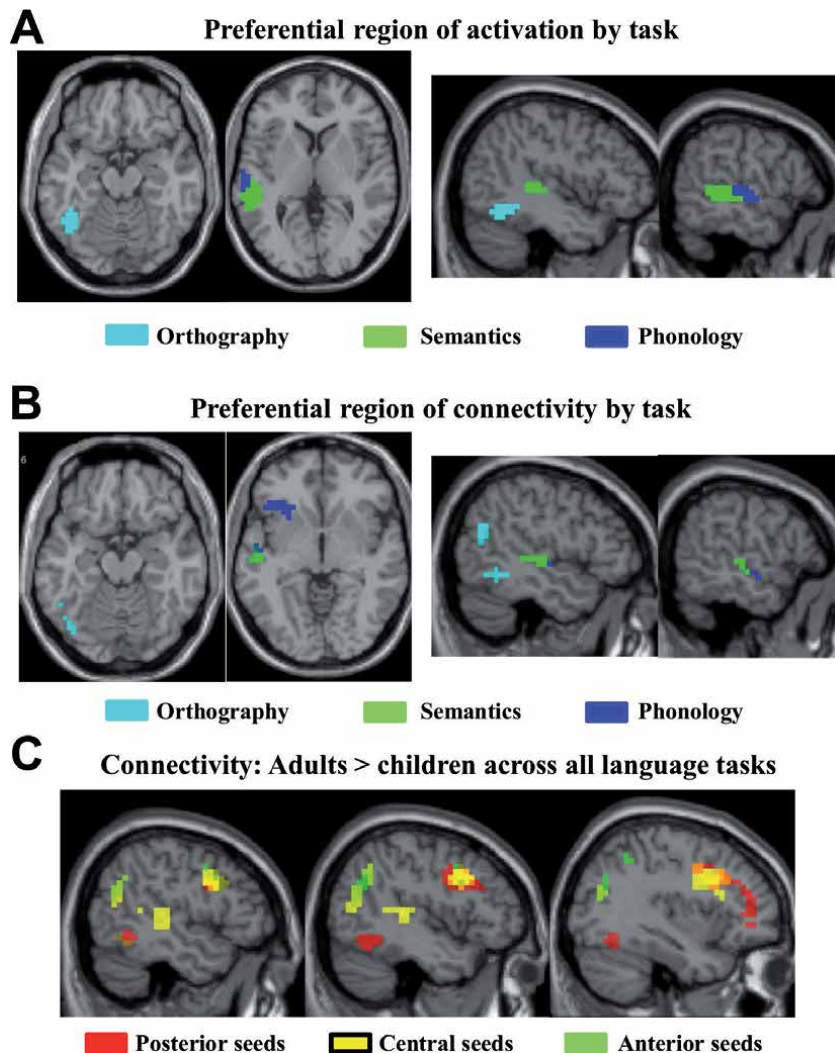 A
Preferential region of activation by task
Orthography Semantics Phonology
B
Preferential region of connectivity by task
6
Orthography Semantics Phonology
C
Connectivity: Adults > children across all language tasks
Posterior seeds Central seeds Anterior seeds